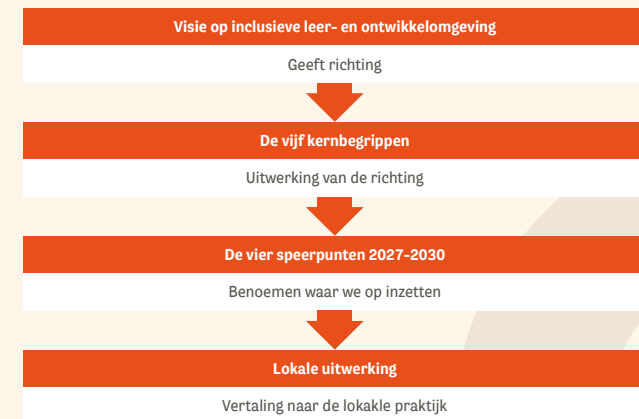 Visie op inclusieve leer- en ontwikkelomgeving
Geeft richting
De vijf kernbegrippen
Uitwerking van de richting
De vier speerpunten 2027-2030
Benoemen waar we op inzetten
Lokale uitwerking
Vertaling naar de lokakle praktijk